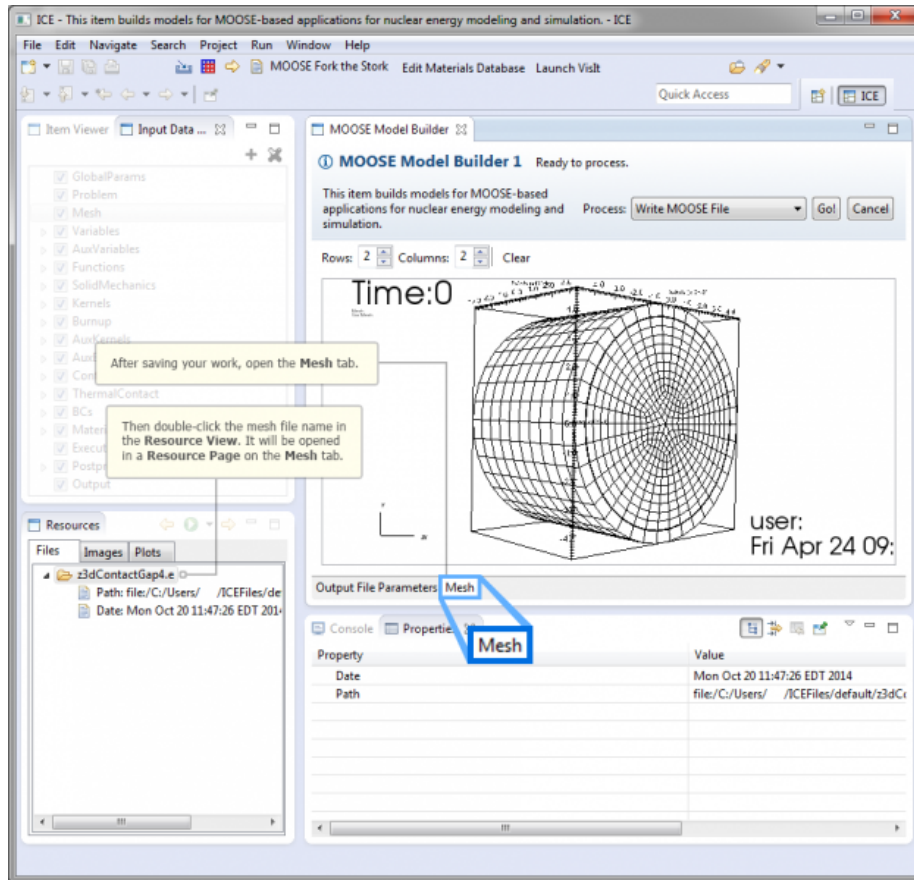 ICE - This item builds models for MOOSE-based applications for nuclear energy modeling and simulation. - ICE
File Edit Navigate Search Project Run Window Help
MOOSE Fork the Stork Edit Materials Database Launch VisIt
Quick Access
ICE
Item Viewer
Input Data ...
GlobalParams
Problem
Mesh
Variables
AuxVariables
Functions
SolidMechanics
Kernels
Burnup
AuxKernels
ThermalContact
BCs
Output
After saving your work, open the Mesh tab.
Then double-click the mesh file name in
the Resource View. It will be opened
in a Resource Page on the Mesh tab.
MOOSE Model Builder
MOOSE Model Builder 1 Ready to process.
This item builds models for MOOSE-based
applications for nuclear energy modeling and
simulation.
Process: Write MOOSE File Go! Cancel
Rows: 2 Columns: 2 Clear
Time:0
user:
Fri Apr 24 09:
Output File Parameters Mesh
Mesh
Resources
Files Images Plots
z3dContactGap4.e
Path: file:/C:/Users/ /ICEFiles/de
Date: Mon Oct 20 11:47:26 EDT 2014
Console Properties
Property Value
Date Mon Oct 20 11:47:26 EDT 2014
Path file:/C:/Users/ /ICEFiles/default/z3dCo